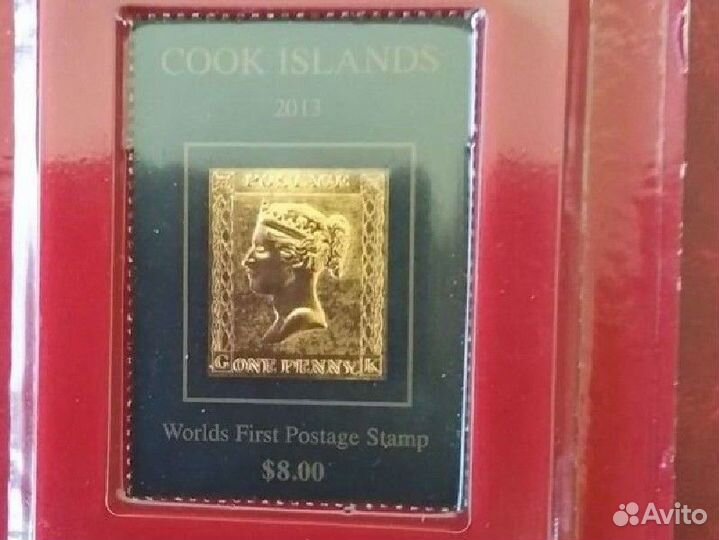 COOK ISLANDS
2013
POSTAGE
G ONE PENNY K
Worlds First Postage Stamp
$8.00
Avito